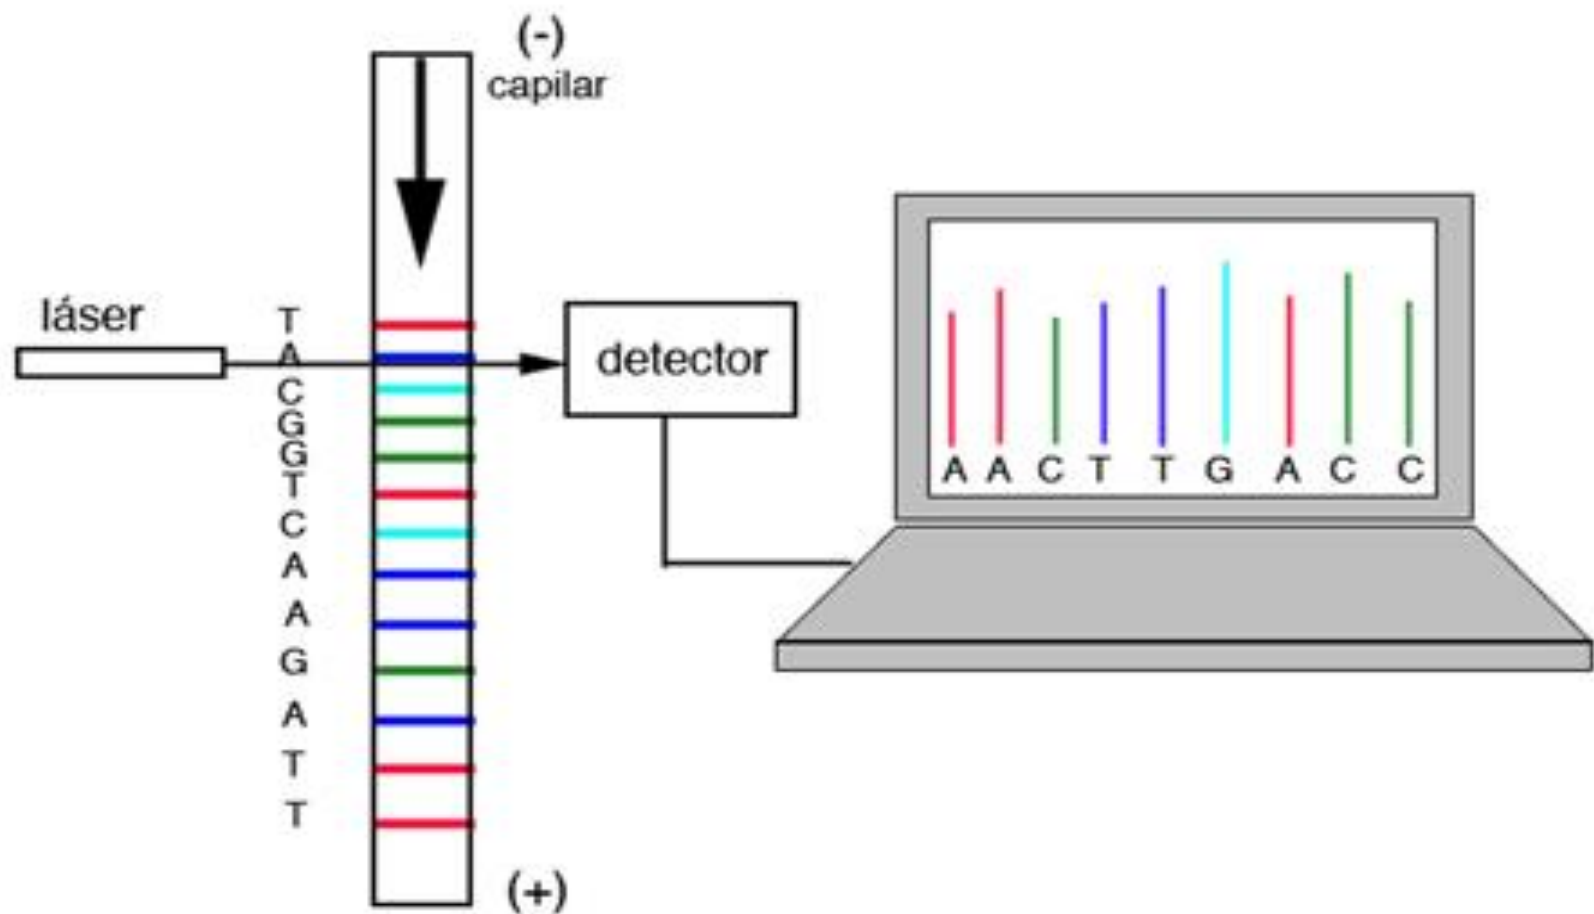 (-)
capilar
láser
detector
T
A
C
G
G
T
C
A
A
G
A
T
T
A A C T T G A C C
(+)